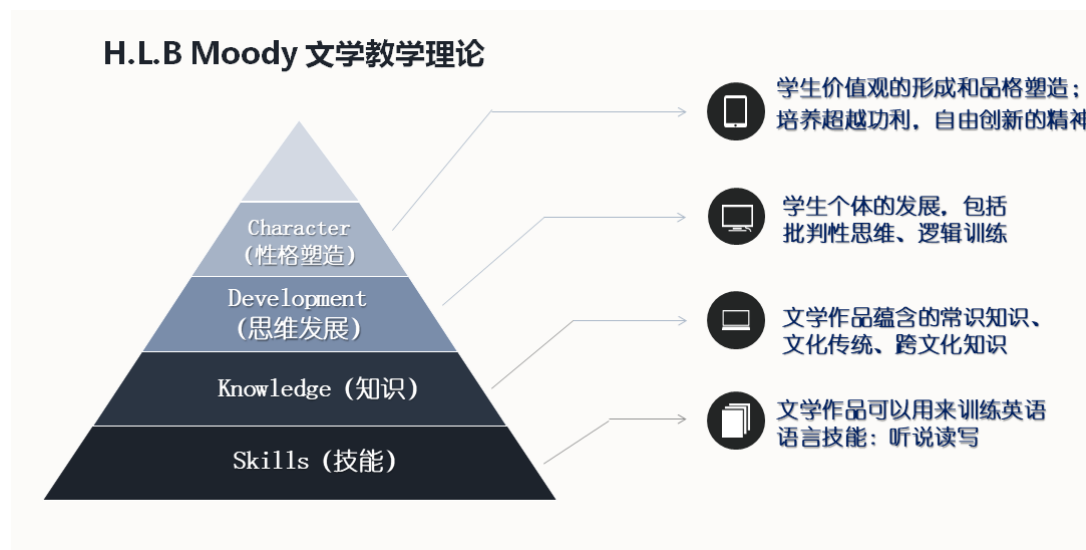 H.L.B Moody 文学教学理论
学生价值观的形成和品格塑造；
培养超越功利，自由创新的精神
Character
（性格塑造）
学生个体的发展，包括
批判性思维、逻辑训练
Development
（思维发展）
文学作品蕴含的常识知识、
文化传统、跨文化知识
Knowledge（知识）
文学作品可以用来训练英语
语言技能：听说读写
Skills（技能）